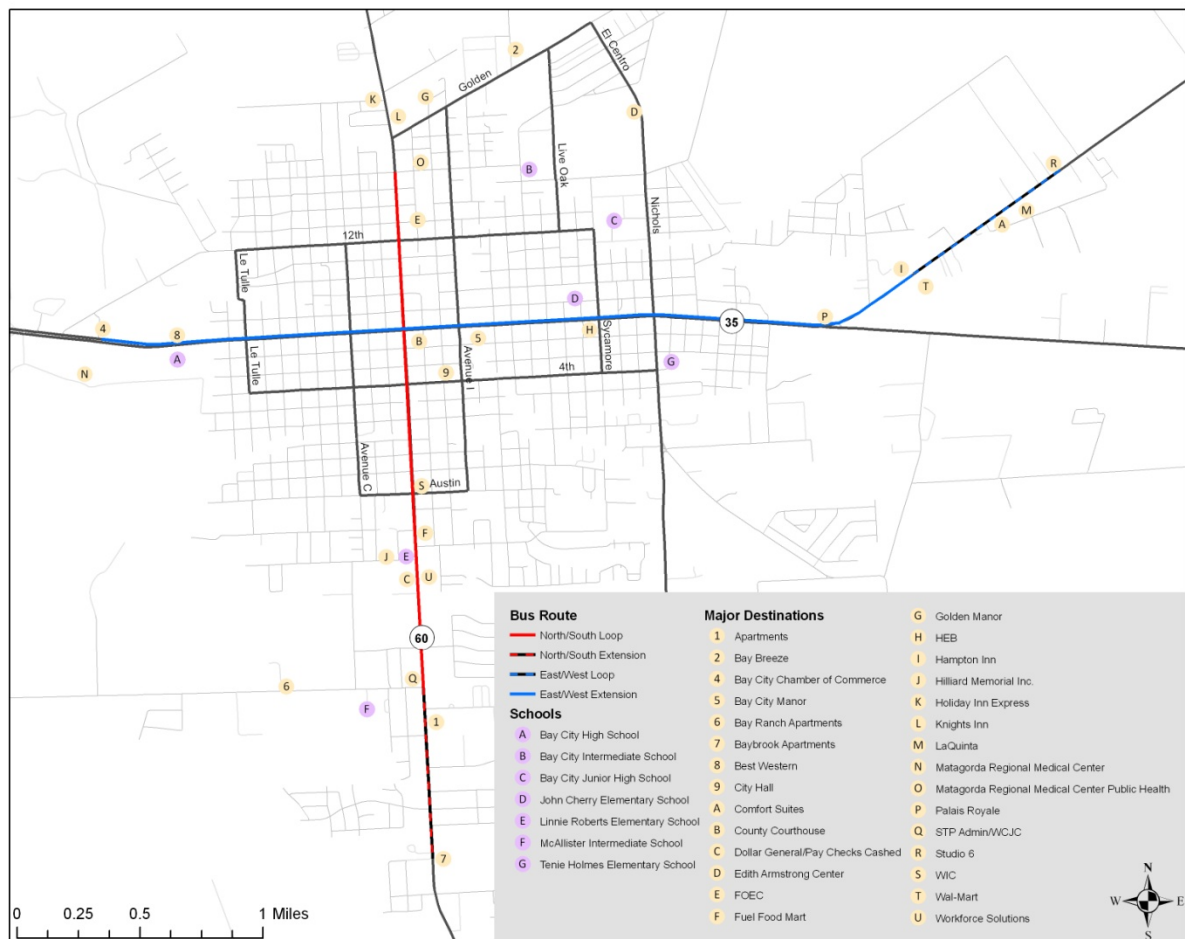 2
El Centro
Golden
K
G
L
D
O
B
Live Oak
R
E
C
Nichols
M
A
12th
Le Tulle
I
T
D
4
8
P
35
H
B
5
Sycamore
A
Le Tulle
9
Avenue I
4th
G
N
Avenue C
S
Austin
F
J
E
C
U
60
Q
6
F
1
7
Bus Route
North/South Loop
North/South Extension
East/West Loop
East/West Extension
Schools
A Bay City High School
B Bay City Intermediate School
C Bay City Junior High School
D John Cherry Elementary School
E Linnie Roberts Elementary School
F McAllister Intermediate School
G Tenie Holmes Elementary School
Major Destinations
1 Apartments
2 Bay Breeze
4 Bay City Chamber of Commerce
5 Bay City Manor
6 Bay Ranch Apartments
7 Baybrook Apartments
8 Best Western
9 City Hall
A Comfort Suites
B County Courthouse
C Dollar General/Pay Checks Cashed
D Edith Armstrong Center
E FOEC
F Fuel Food Mart
G Golden Manor
H HEB
I Hampton Inn
J Hilliard Memorial Inc.
K Holiday Inn Express
L Knights Inn
M LaQuinta
N Matagorda Regional Medical Center
O Matagorda Regional Medical Center Public Health
P Palais Royale
Q STP Admin/WCJC
R Studio 6
S WIC
T Wal-Mart
U Workforce Solutions
0 0.25 0.5 1 Miles
N
W E
S